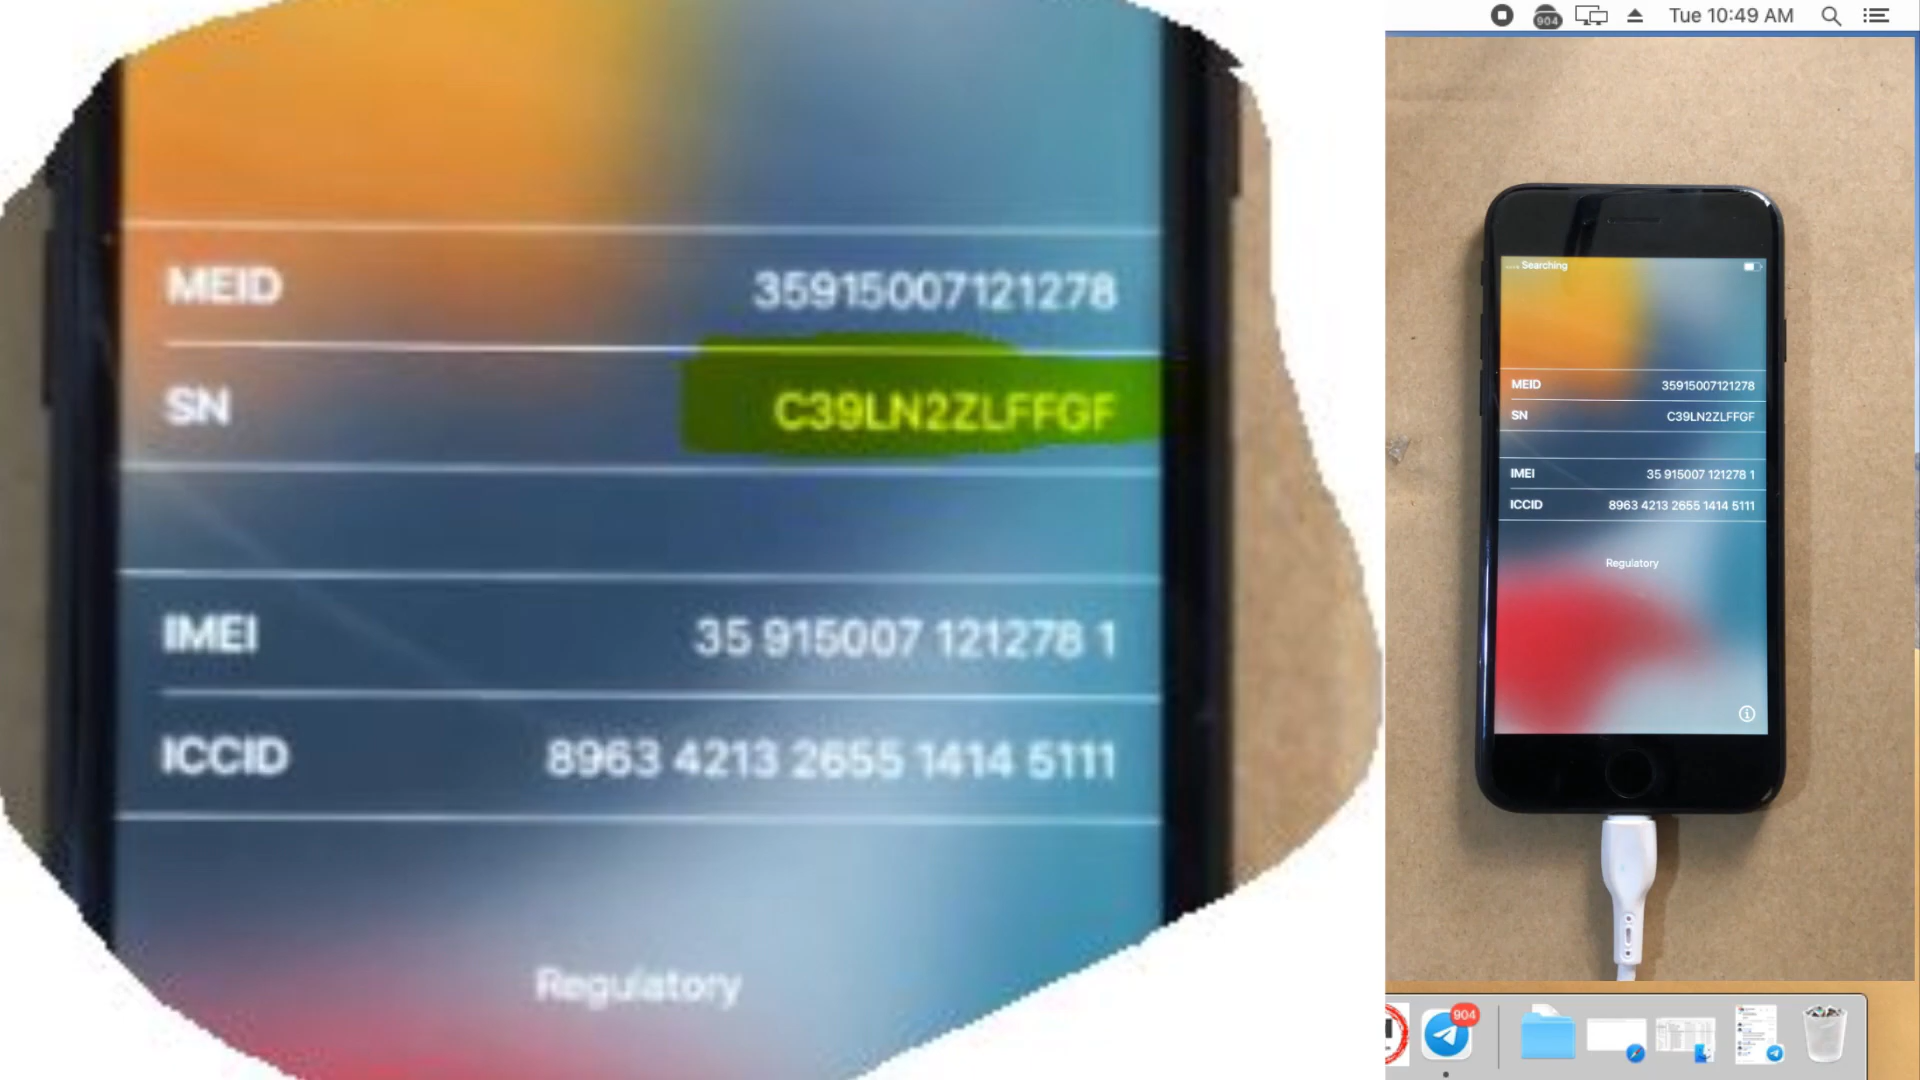 MEID 35915007121278
SN C39LN2ZLFFGF
IMEI 35 915007 121278 1
ICCID 8963 4213 2655 1414 5111
Regulatory
904 Tue 10:49 AM
Searching
MEID 35915007121278
SN C39LN2ZLFFGF
IMEI 35 915007 121278 1
ICCID 8963 4213 2655 1414 5111
Regulatory
904